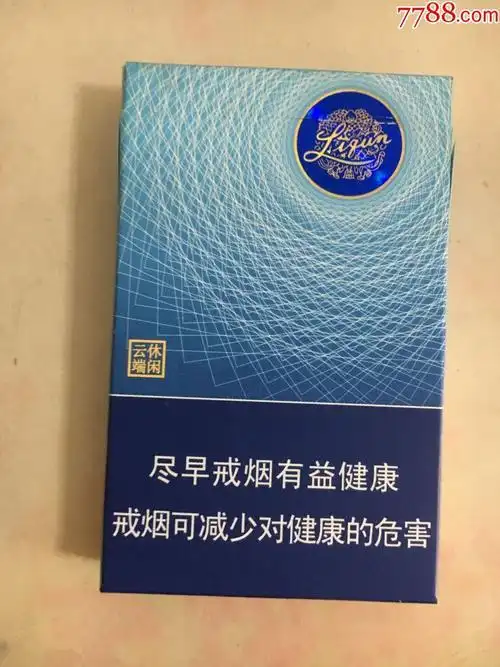 7788.com
Liqun
休闲
云端
尽早戒烟有益健康
戒烟可减少对健康的危害